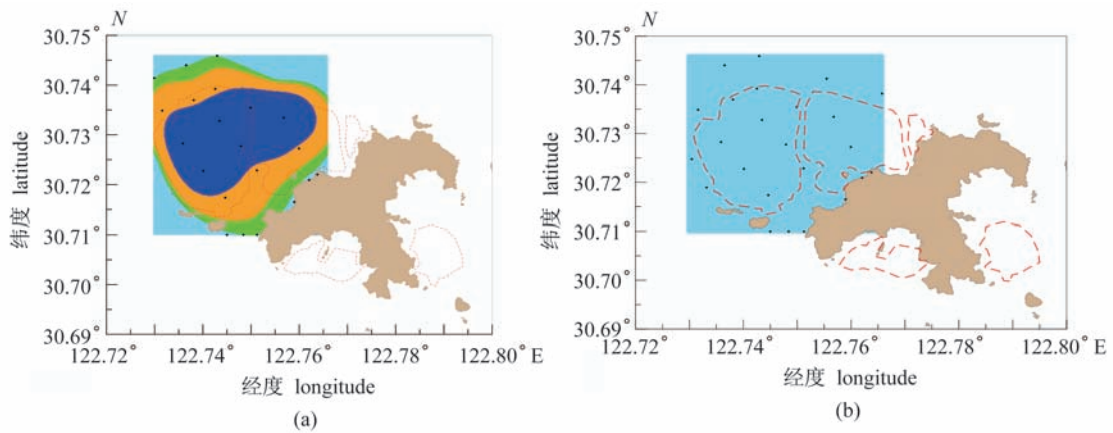 N
30.75°
30.74°
30.73°
30.72°
30.71°
30.70°
30.69°
纬度 latitude
122.72° 122.74° 122.76° 122.78° 122.80° E
经度 longitude
(a)
N
30.75°
30.74°
30.73°
30.72°
30.71°
30.70°
30.69°
纬度 latitude
122.72° 122.74° 122.76° 122.78° 122.80° E
经度 longitude
(b)